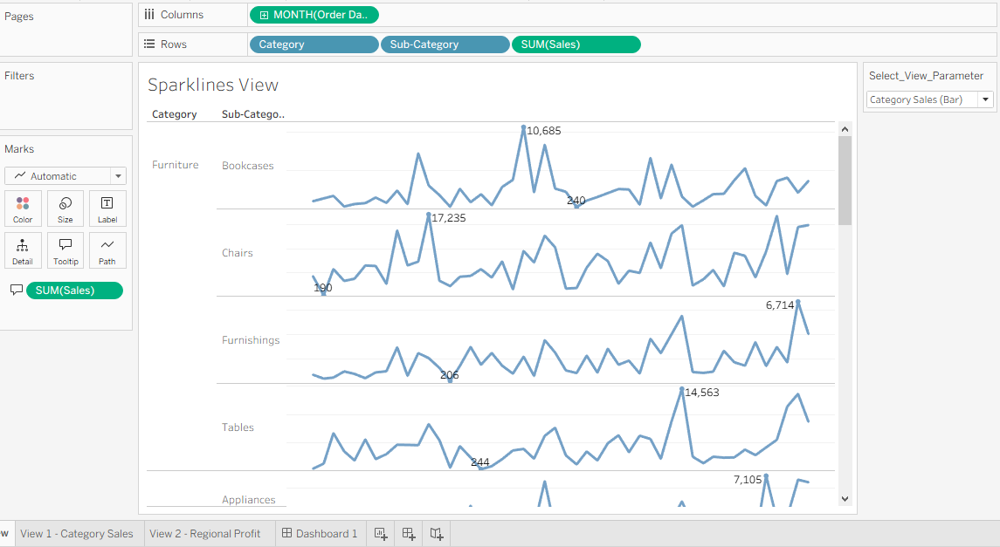 Pages
Columns
MONTH(Order Da..
Rows
Category
Sub-Category
SUM(Sales)
Filters
Marks
Automatic
Color
Size
Label
Detail
Tooltip
Path
SUM(Sales)
Sparklines View
Category
Sub-Catego..
Furniture
Bookcases
10,685
240
Chairs
17,235
190
Furnishings
6,714
206
Tables
14,563
244
Appliances
7,105
Select_View_Parameter
Category Sales (Bar)
ew
View 1 - Category Sales
View 2 - Regional Profit
Dashboard 1